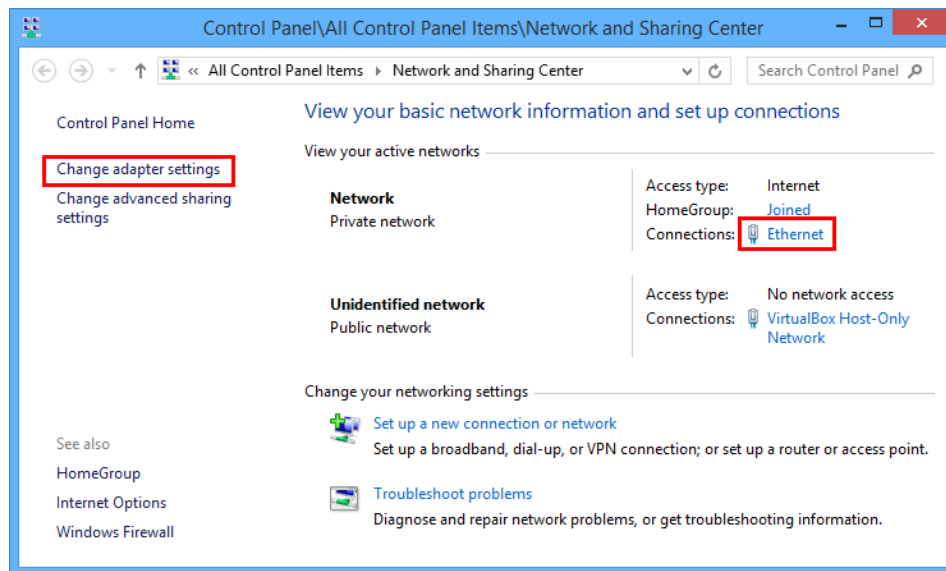 Control Panel\All Control Panel Items\Network and Sharing Center
« All Control Panel Items Network and Sharing Center
Search Control Panel
Control Panel Home
Change adapter settings
Change advanced sharing
settings
See also
HomeGroup
Internet Options
Windows Firewall
View your basic network information and set up connections
View your active networks
Network
Private network
Access type: Internet
HomeGroup: Joined
Connections: Ethernet
Unidentified network
Public network
Access type: No network access
Connections: VirtualBox Host-Only
Network
Change your networking settings
Set up a new connection or network
Set up a broadband, dial-up, or VPN connection; or set up a router or access point.
Troubleshoot problems
Diagnose and repair network problems, or get troubleshooting information.